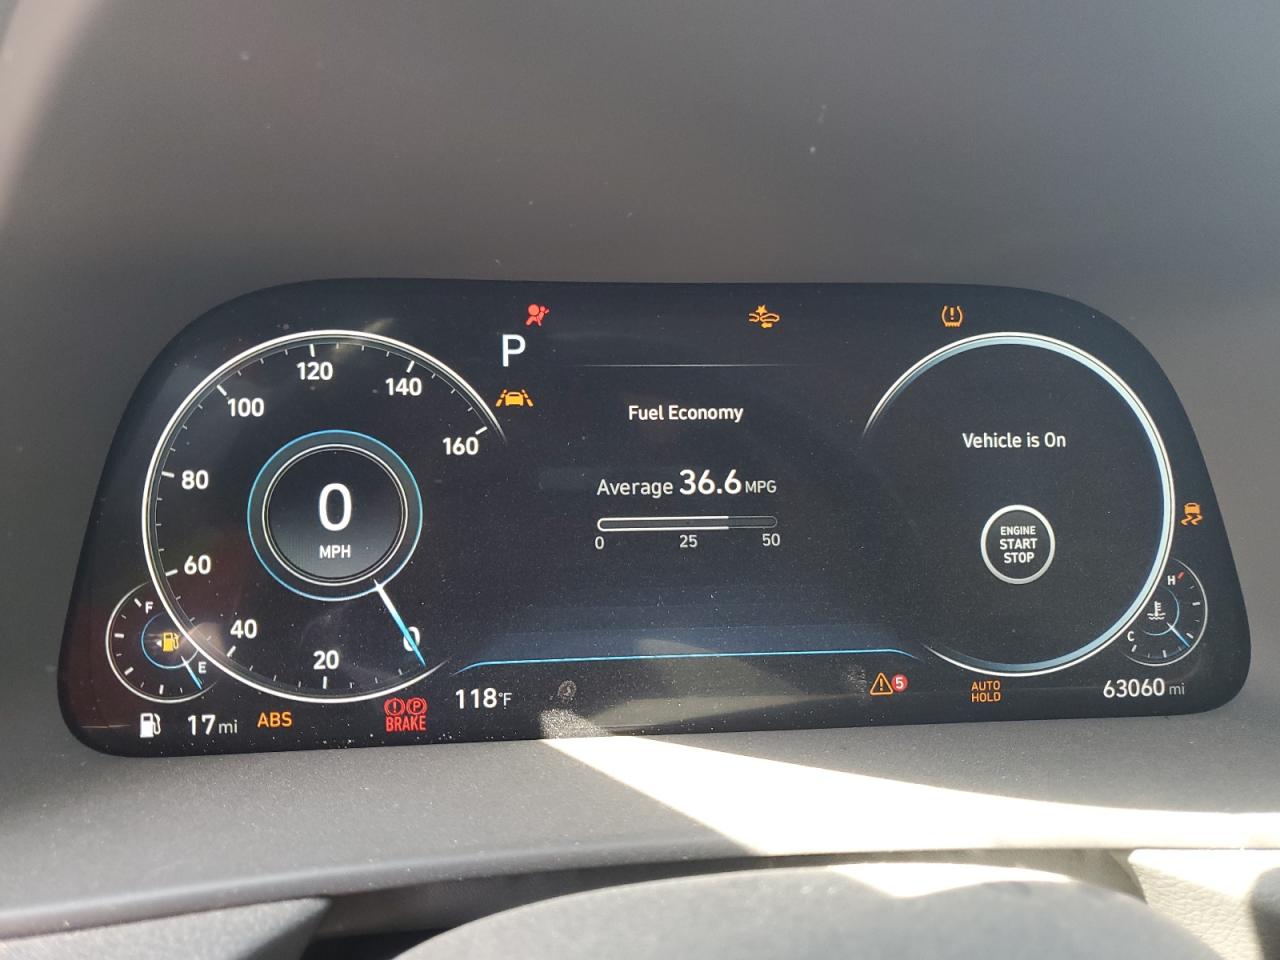 P
120
140
100
160
80
60
40
20
0
0
MPH
Fuel Economy
Average 36.6 MPG
0 25 50
Vehicle is On
ENGINE
START
STOP
F
E
H
C
17 mi
ABS
P
BRAKE
118°F
5
AUTO
HOLD
63060 mi